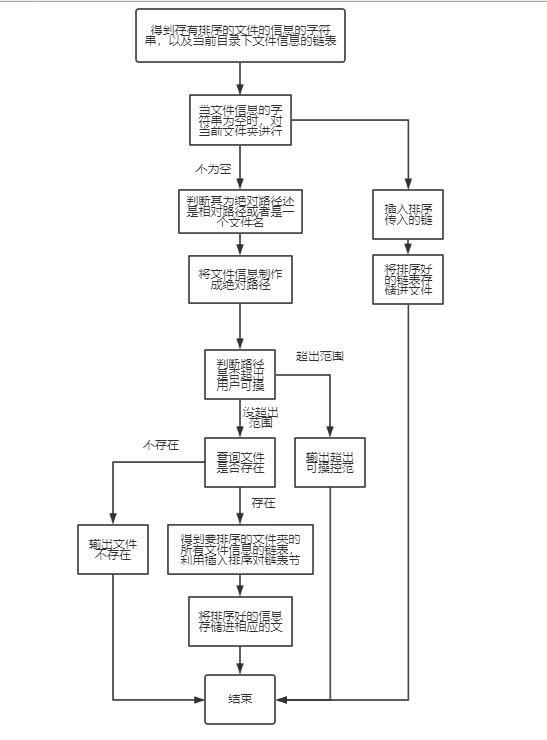 得到存有排序的文件的信息的字符
串，以及当前目录下文件信息的链表
当文件信息的字
符串为空时，对
当前文件夹进行
不为空
判断其为绝对路径还
是相对路径或者是一
个文件名
插入排序
传入的链
将文件信息制作
成绝对路径
将排序好
的链表存
储进文件
判断路径
是否超出
用户可操
超出范围
没超出
范围
不存在
查询文件
是否存在
输出超出
可操控范
存在
输出文件
不存在
得到要排序的文件夹的
所有文件信息的链表，
利用插入排序对链表节
将排序好的信息
存储进相应的文
结束